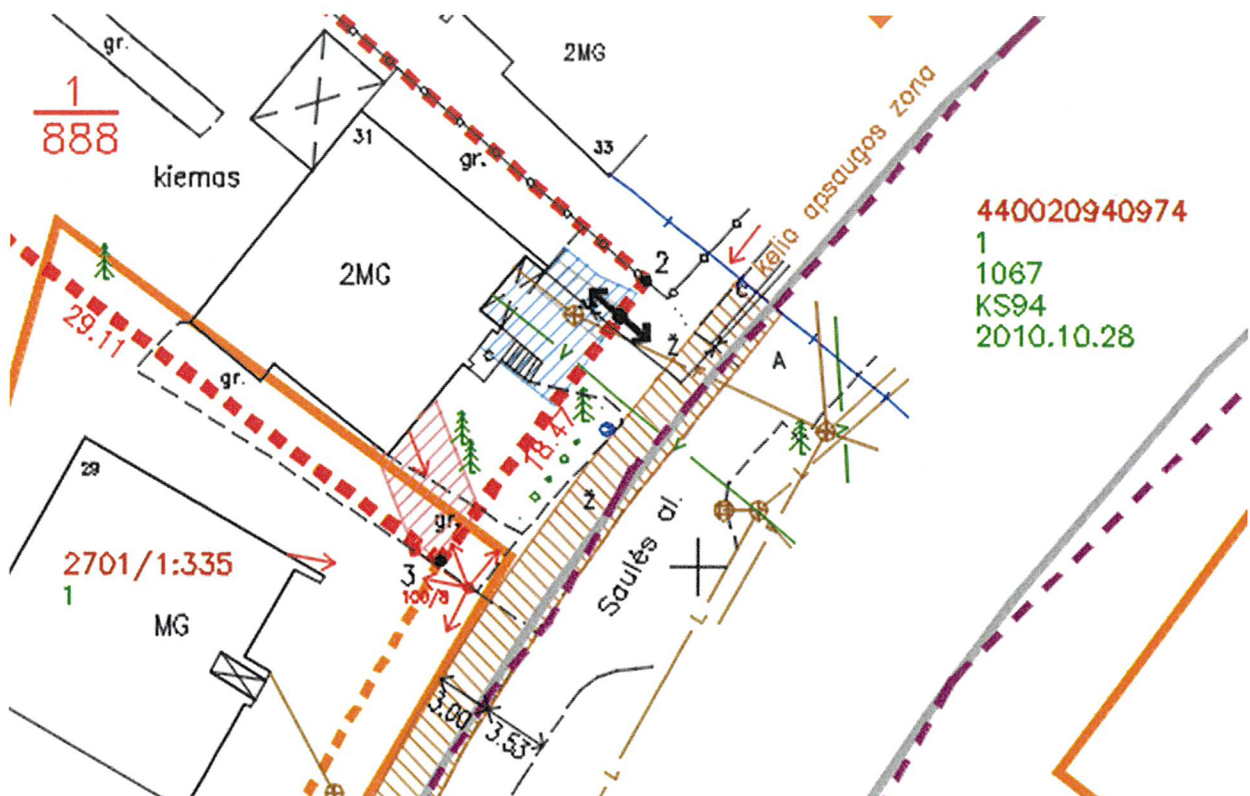 gr.
2MG
1
888
31
33
gr.
kiemas
kelio apsaugos zona
440020940974
1
1067
KS94
2010.10.28
2MG
2
29.11
Ž
A
gr.
18.47
29
Ž
gr.
Saulės al.
2701/1:335
1
3
100/8
MG
3.00
3.53